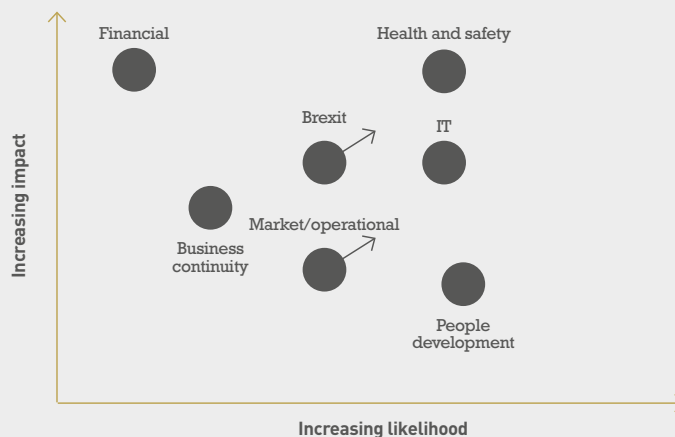 Financial
Health and safety
Brexit
IT
Increasing impact
Market/operational
Business
continuity
People
development
Increasing likelihood